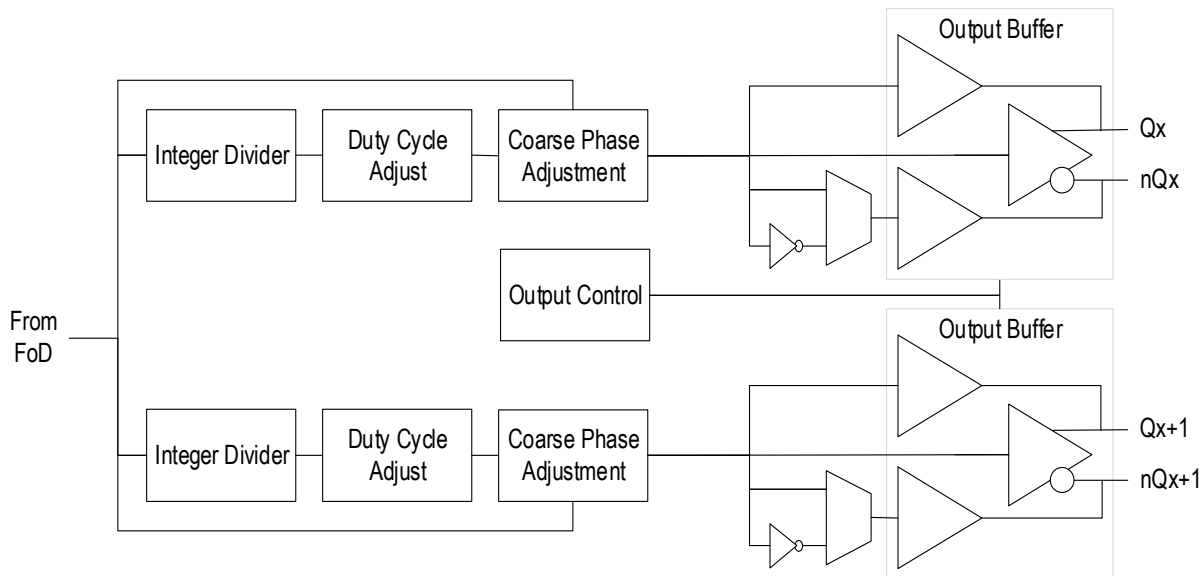 Output Buffer
Integer Divider
Duty Cycle
Adjust
Coarse Phase
Adjustment
Qx
nQx
Output Control
From
FoD
Output Buffer
Integer Divider
Duty Cycle
Adjust
Coarse Phase
Adjustment
Qx+1
nQx+1